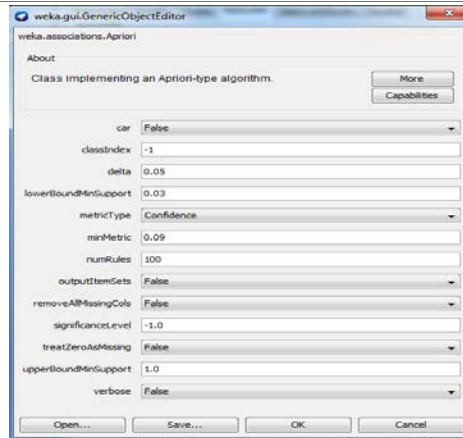 weka.gui.GenericObjectEditor
weka.associations.Apriori
About
Class implementing an Apriori-type algorithm.
More
Capabilities
car False
classIndex -1
delta 0.05
lowerBoundMinSupport 0.03
metricType Confidence
minMetric 0.09
numRules 100
outputItemSets False
removeAllMissingCols False
significanceLevel -1.0
treatZeroAsMissing False
upperBoundMinSupport 1.0
verbose False
Open... Save... OK Cancel